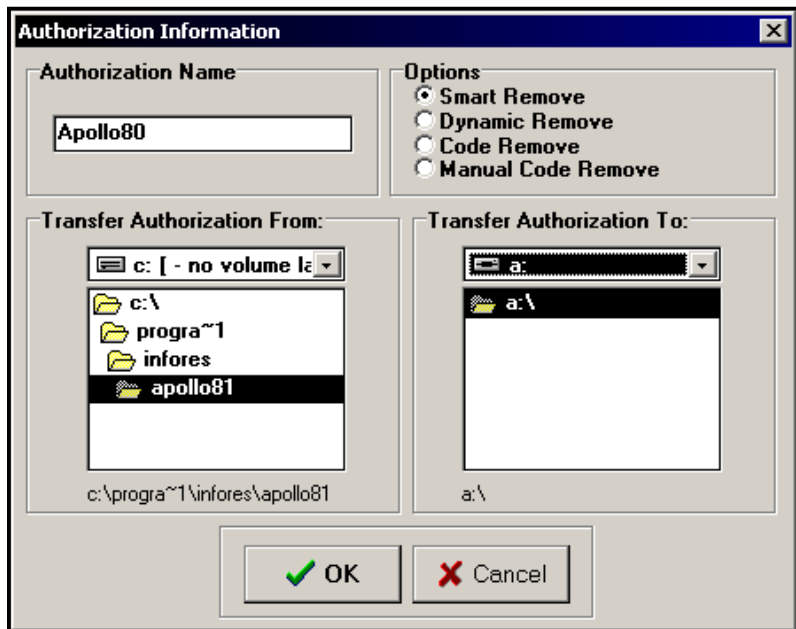 Authorization Information
Authorization Name
Apollo80
Options
Smart Remove
Dynamic Remove
Code Remove
Manual Code Remove
Transfer Authorization From:
c: [ - no volume la
c:\
progra~1
infores
apollo81
c:\progra~1\infores\apollo81
Transfer Authorization To:
a:
a:\
a:\
OK
Cancel